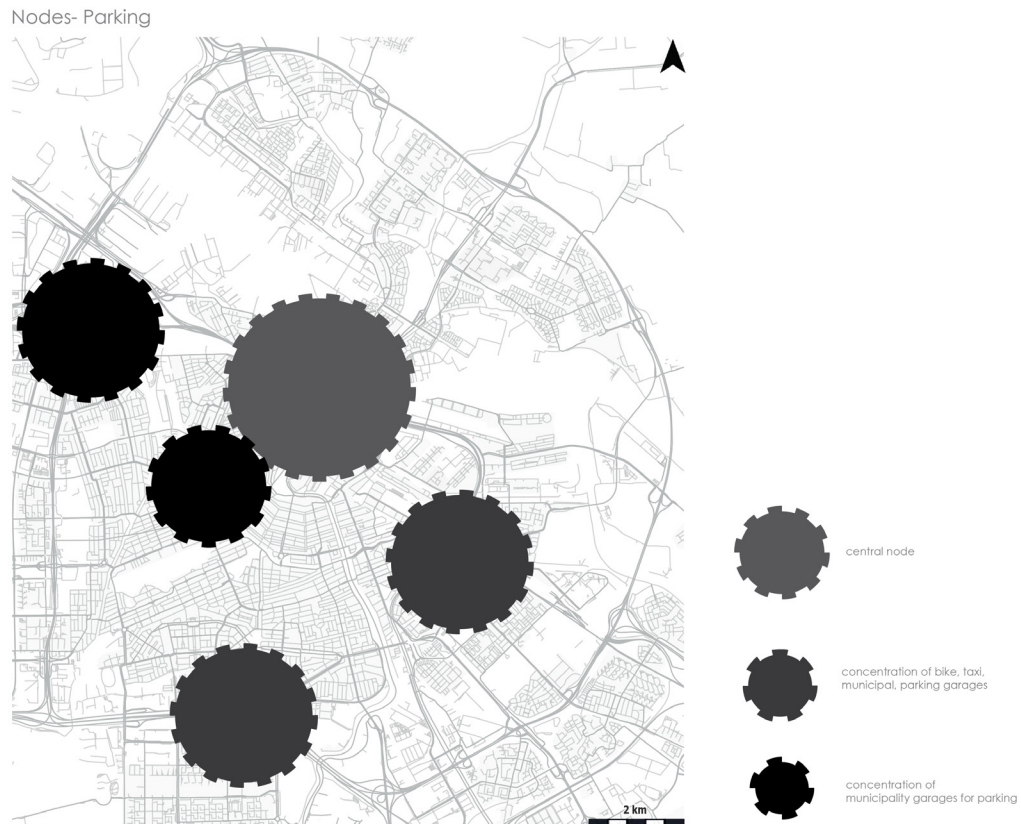 Nodes- Parking
central node
concentration of bike, taxi,
municipal, parking garages
concentration of
municipality garages for parking
2 km